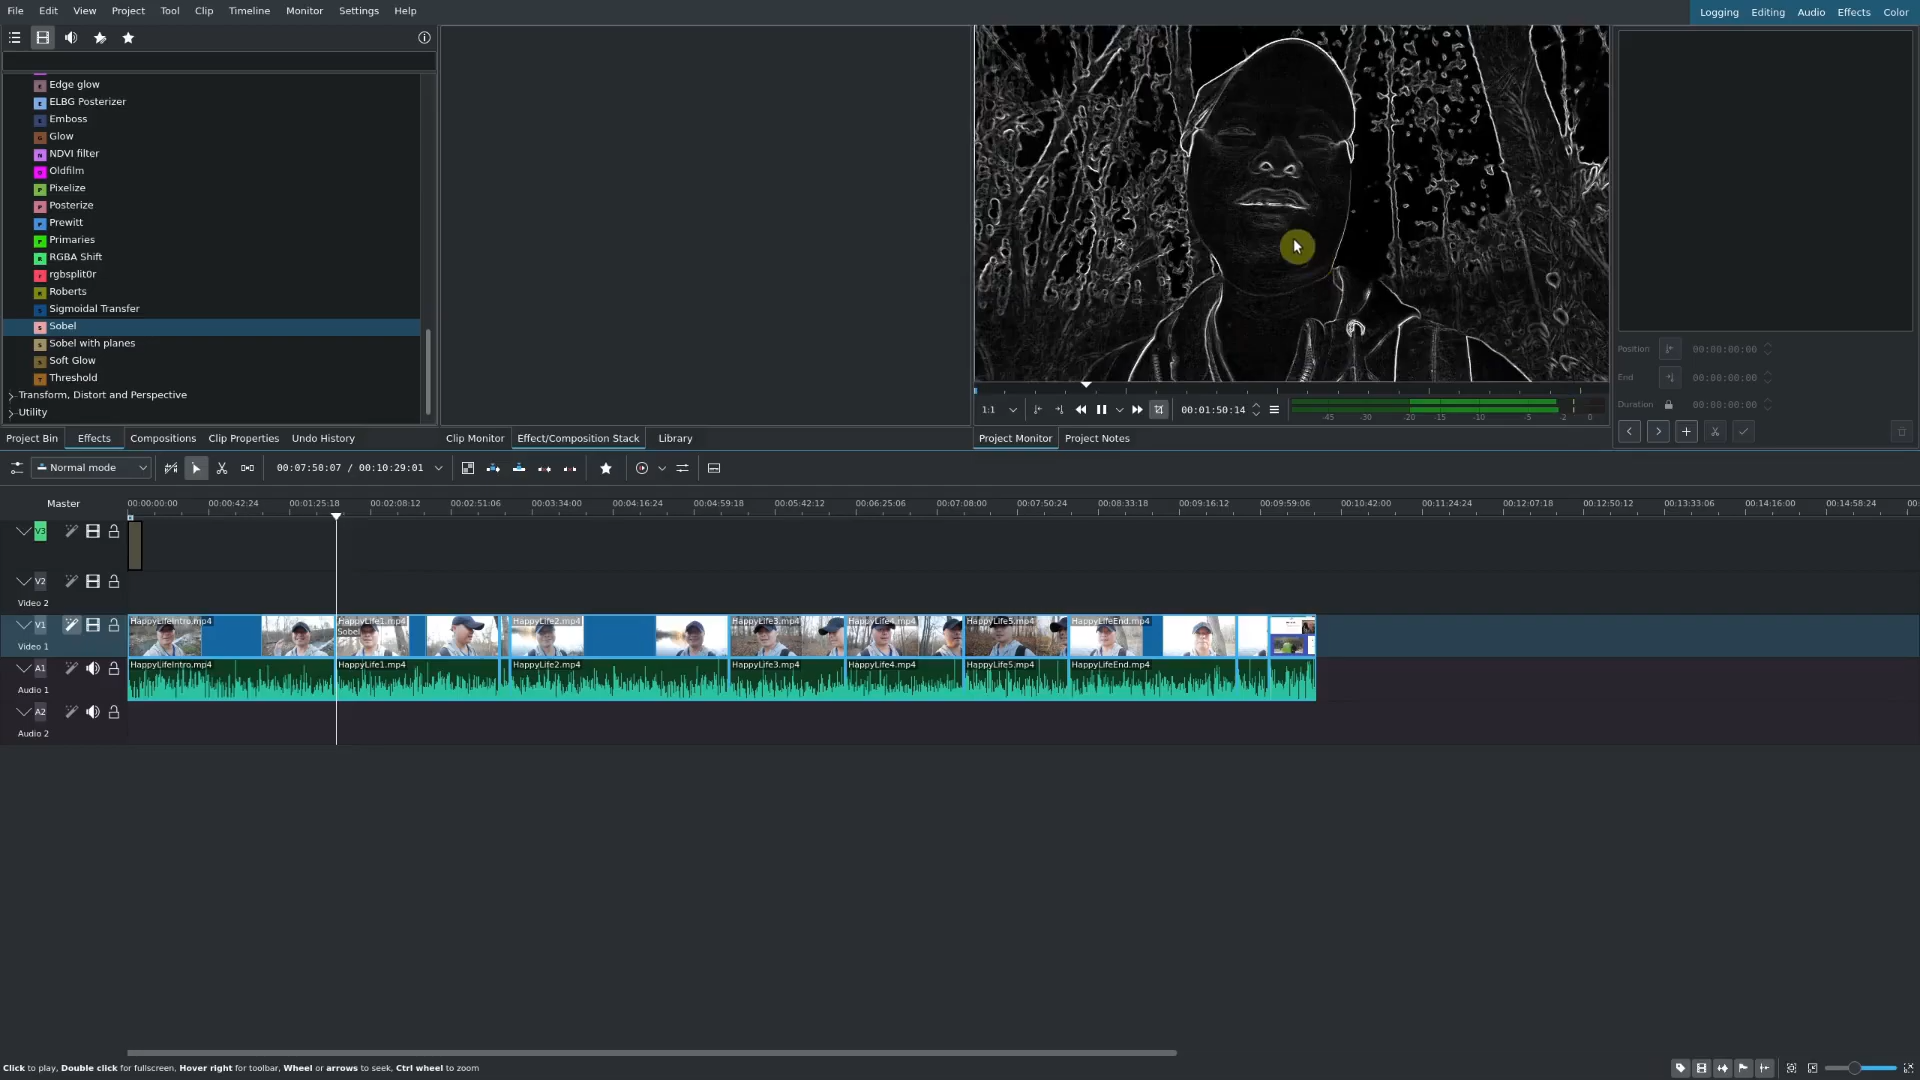 File Edit View Project Tool Clip Timeline Monitor Settings Help
Logging Editing Audio Effects Color
Edge glow
ELBG Posterizer
Emboss
Glow
NDVI filter
Oldfilm
Pixelize
Posterize
Prewitt
Primaries
RGBA Shift
rgbsplit0r
Roberts
Sigmoidal Transfer
Sobel
Sobel with planes
Soft Glow
Threshold
Transform, Distort and Perspective
Utility
1:1
00:01:50:14
-45 -30 -20 -15 -10 -5 -2 0
Position 00:00:00:00
End 00:00:00:00
Duration 00:00:00:00
Project Bin Effects Compositions Clip Properties Undo History
Clip Monitor Effect/Composition Stack Library
Project Monitor Project Notes
Normal mode
00:07:50:07 / 00:10:29:01
Master
00:00:00:00 00:00:42:24 00:01:25:18 00:02:08:12 00:02:51:06 00:03:34:00 00:04:16:24 00:04:59:18 00:05:42:12 00:06:25:06 00:07:08:00 00:07:50:24 00:08:33:18 00:09:16:12 00:09:59:06 00:10:42:00 00:11:24:24 00:12:07:18 00:12:50:12 00:13:33:06 00:14:16:00 00:14:58:24 00:
V3
V2
Video 2
V1
Video 1
HappyLifeIntro.mp4 HappyLife1.mp4 HappyLife2.mp4 HappyLife3.mp4 HappyLife4.mp4 HappyLife5.mp4 HappyLifeEnd.mp4
Sobel
A1
Audio 1
HappyLifeIntro.mp4 HappyLife1.mp4 HappyLife2.mp4 HappyLife3.mp4 HappyLife4.mp4 HappyLife5.mp4 HappyLifeEnd.mp4
A2
Audio 2
Click to play, Double click for fullscreen, Hover right for toolbar, Wheel or arrows to seek, Ctrl wheel to zoom